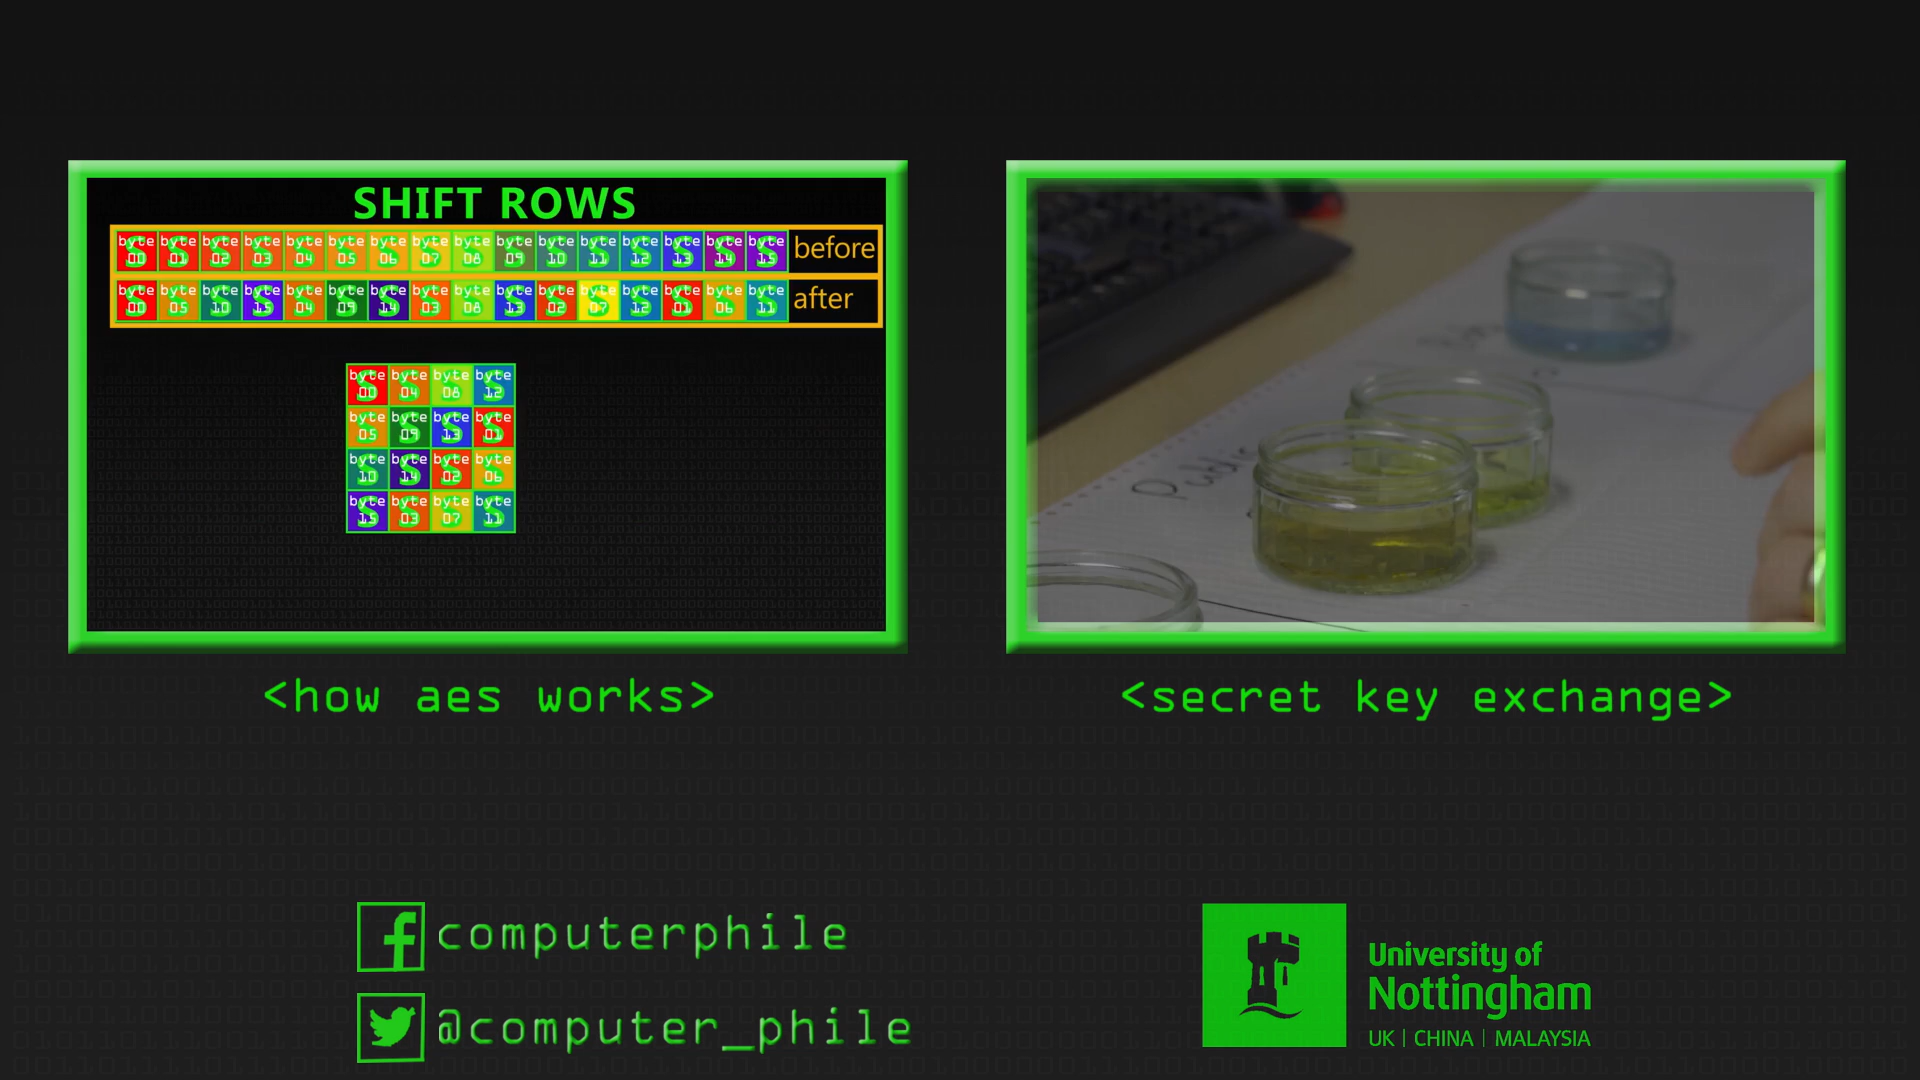 SHIFT ROWS
byte 00 byte 01 byte 02 byte 03 byte 04 byte 05 byte 06 byte 07 byte 08 byte 09 byte 10 byte 11 byte 12 byte 13 byte 14 byte 15 before
byte 00 byte 05 byte 10 byte 15 byte 04 byte 09 byte 14 byte 03 byte 08 byte 13 byte 02 byte 07 byte 12 byte 01 byte 06 byte 11 after
byte 00 byte 04 byte 08 byte 12
byte 05 byte 09 byte 13 byte 01
byte 10 byte 14 byte 02 byte 06
byte 15 byte 03 byte 07 byte 11
Public
<how aes works>
<secret key exchange>
computerphile
@computer_phile
University of
Nottingham
UK | CHINA | MALAYSIA